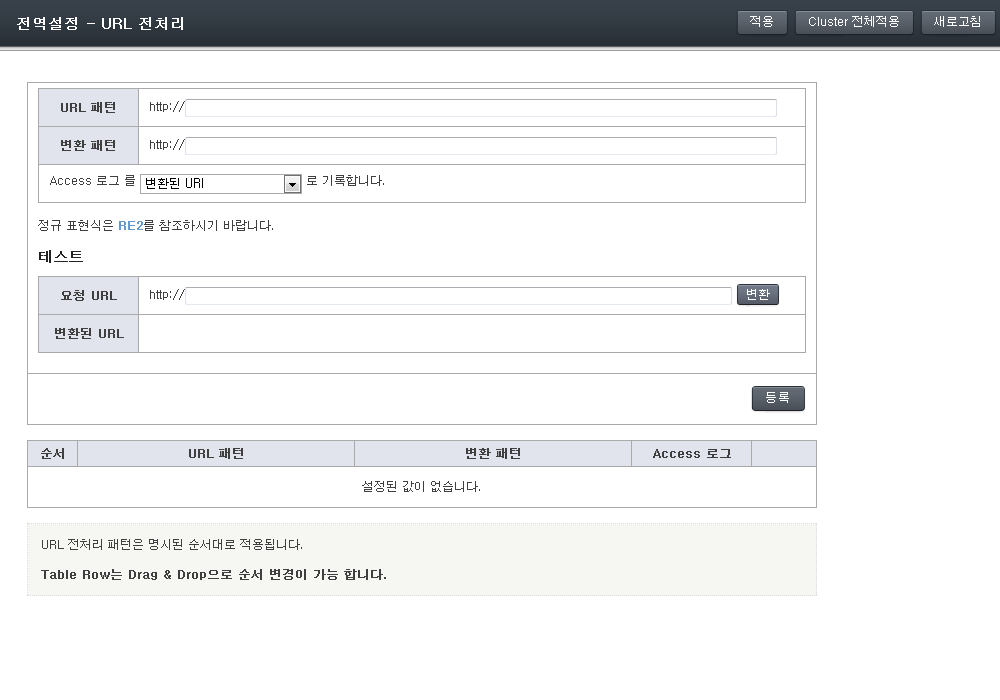 전역설정 - URL 전처리
적용 Cluster 전체적용 새로고침
URL 패턴 http://
변환 패턴 http://
Access 로그 를 변환된 URI 로 기록합니다.
정규 표현식은 RE2를 참조하시기 바랍니다.
테스트
요청 URL http:// 변환
변환된 URL
등록
순서 URL 패턴 변환 패턴 Access 로그
설정된 값이 없습니다.
URL 전처리 패턴은 명시된 순서대로 적용됩니다.
Table Row는 Drag & Drop으로 순서 변경이 가능 합니다.